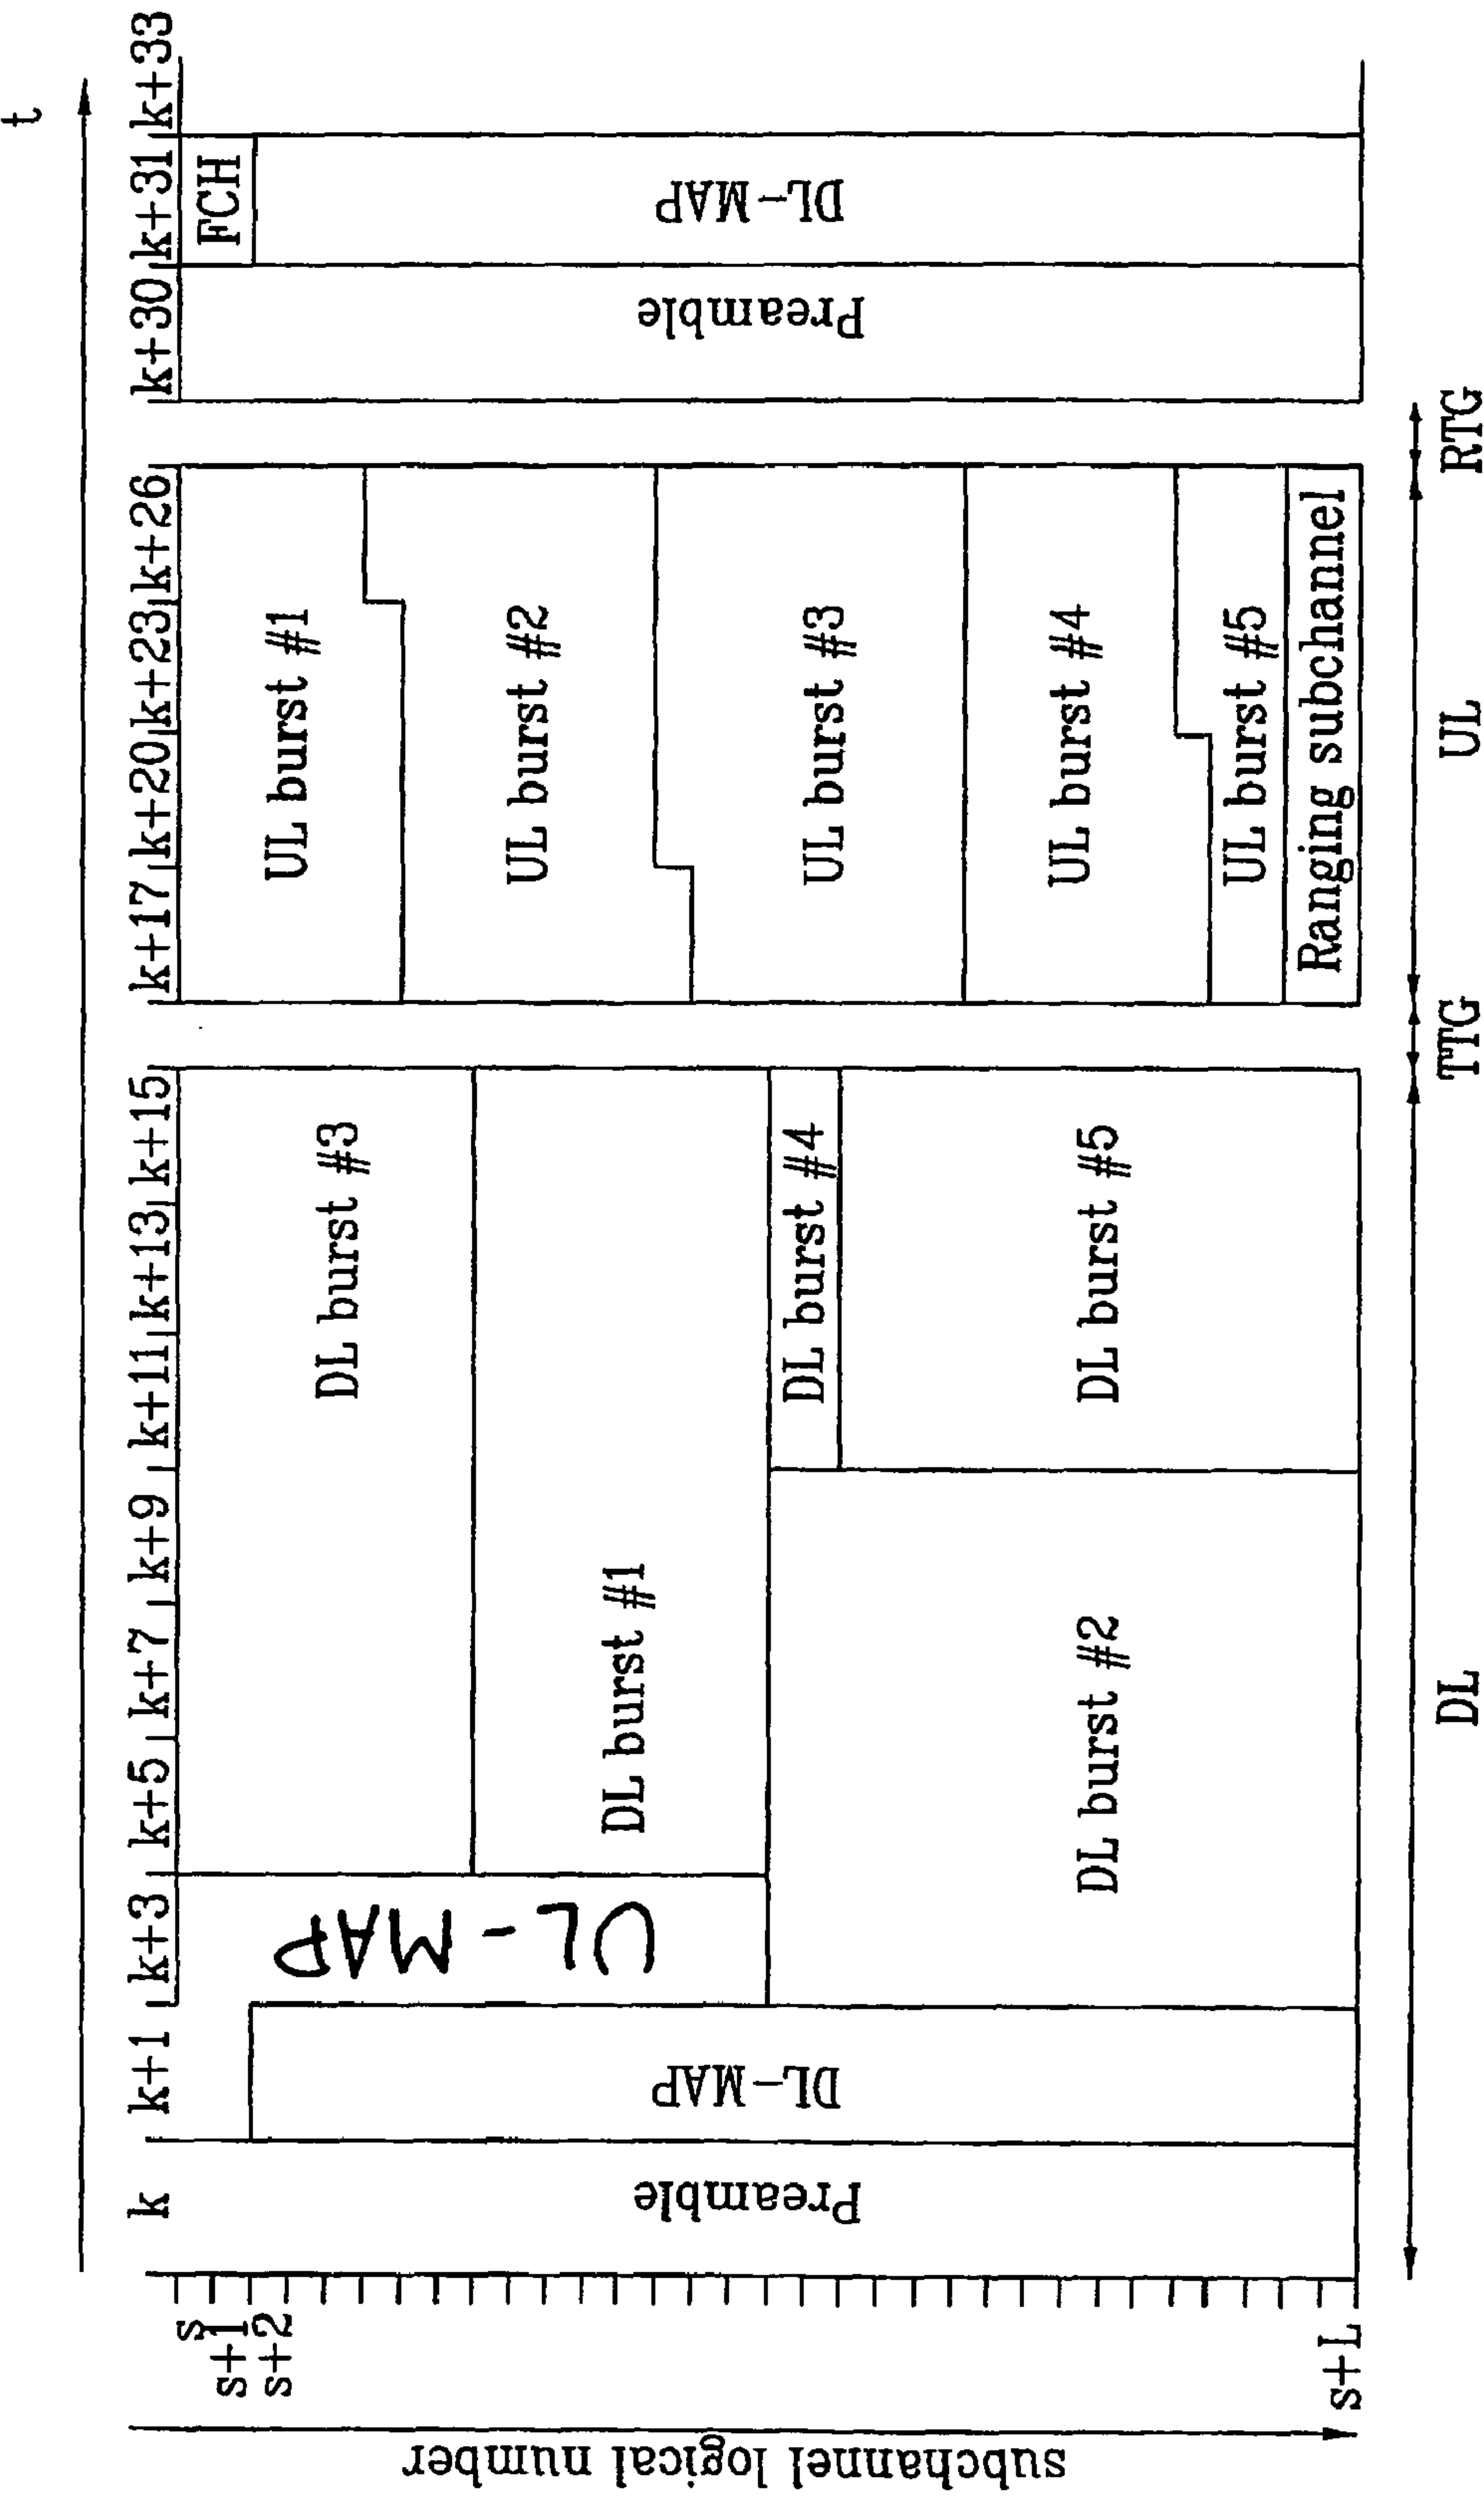 t
k
k+1
k+3
k+5
k+7
k+9
k+11
k+13
k+15
k+17
k+20
k+23
k+26
k+30
k+31
k+33
subchannel logical number
s
s+1
s+2
s+L
Preamble
DL-MAP
UL-MAP
DL burst #3
DL burst #1
DL burst #2
DL burst #4
DL burst #5
UL burst #1
UL burst #2
UL burst #3
UL burst #4
UL burst #5
Ranging subchannel
Preamble
FCH
DL-MAP
DL
TTG
UL
RTG